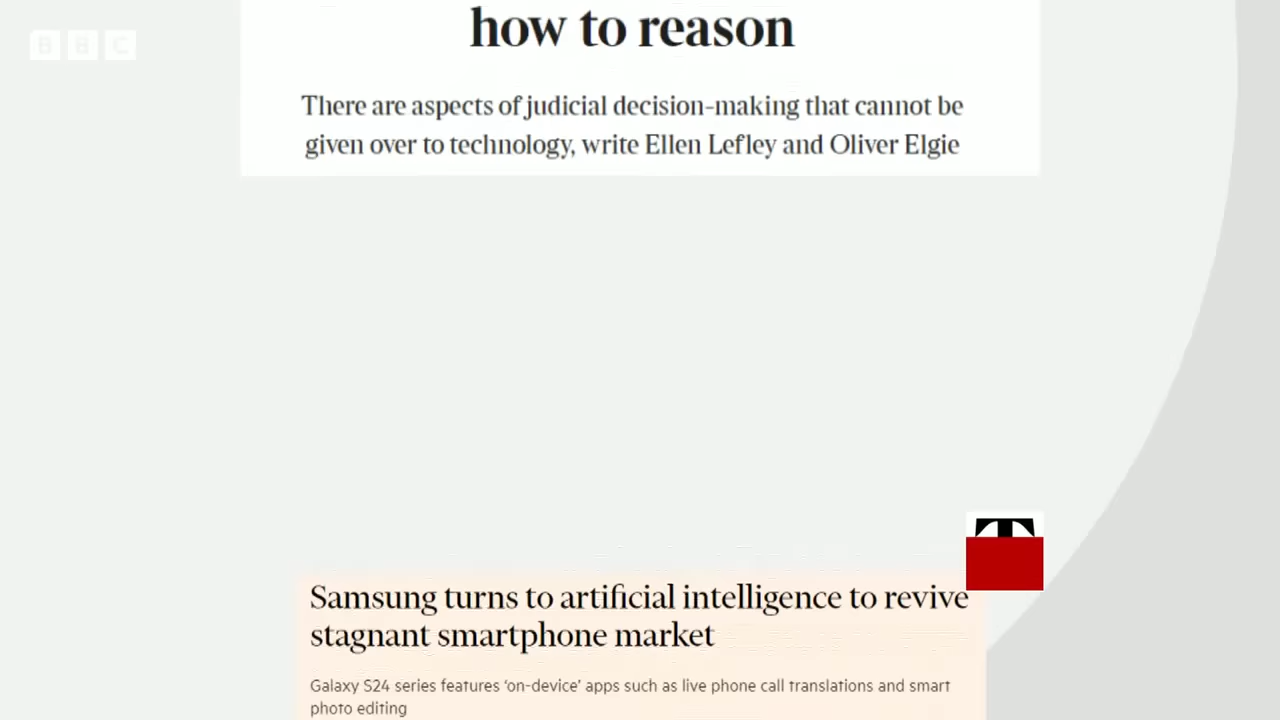 BBC
how to reason
There are aspects of judicial decision-making that cannot be
given over to technology, write Ellen Lefley and Oliver Elgie
T
Samsung turns to artificial intelligence to revive
stagnant smartphone market
Galaxy S24 series features ‘on-device’ apps such as live phone call translations and smart
photo editing